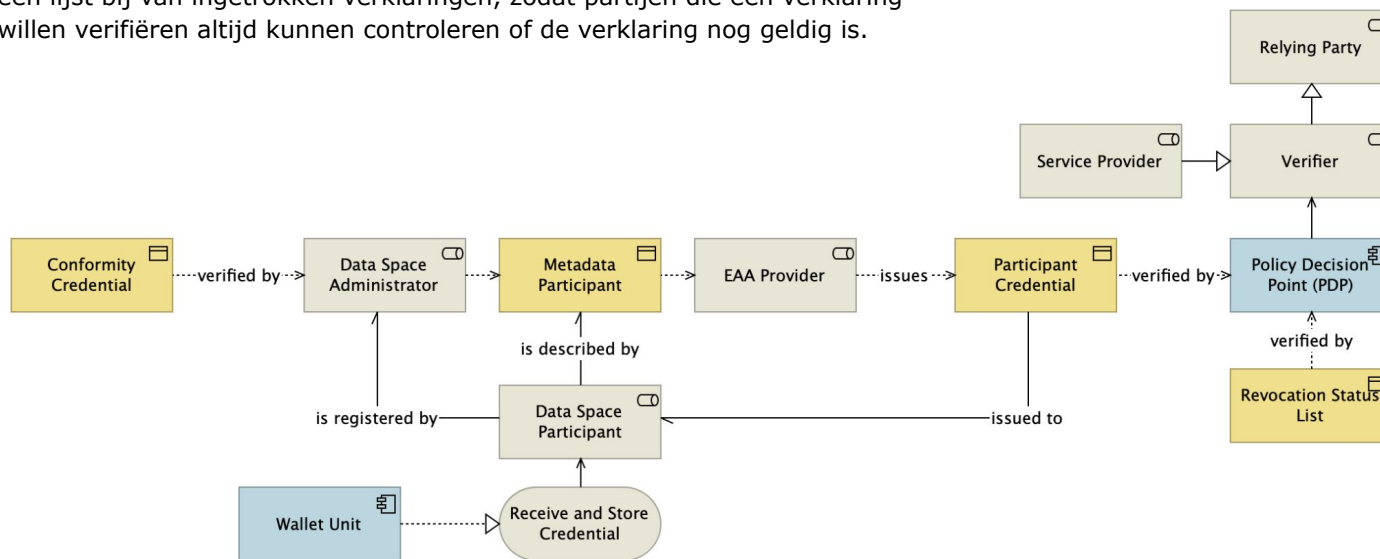 een lijst bij van ingetrokken verklaringen, zodat partijen die een verklaring
willen verifiëren altijd kunnen controleren of de verklaring nog geldig is.
Relying Party
Service Provider
Verifier
Conformity
Credential
verified by
Data Space
Administrator
Metadata
Participant
EAA Provider
issues
Participant
Credential
verified by
Policy Decision
Point (PDP)
is described by
verified by
is registered by
Data Space
Participant
issued to
Revocation Status
List
Wallet Unit
Receive and Store
Credential